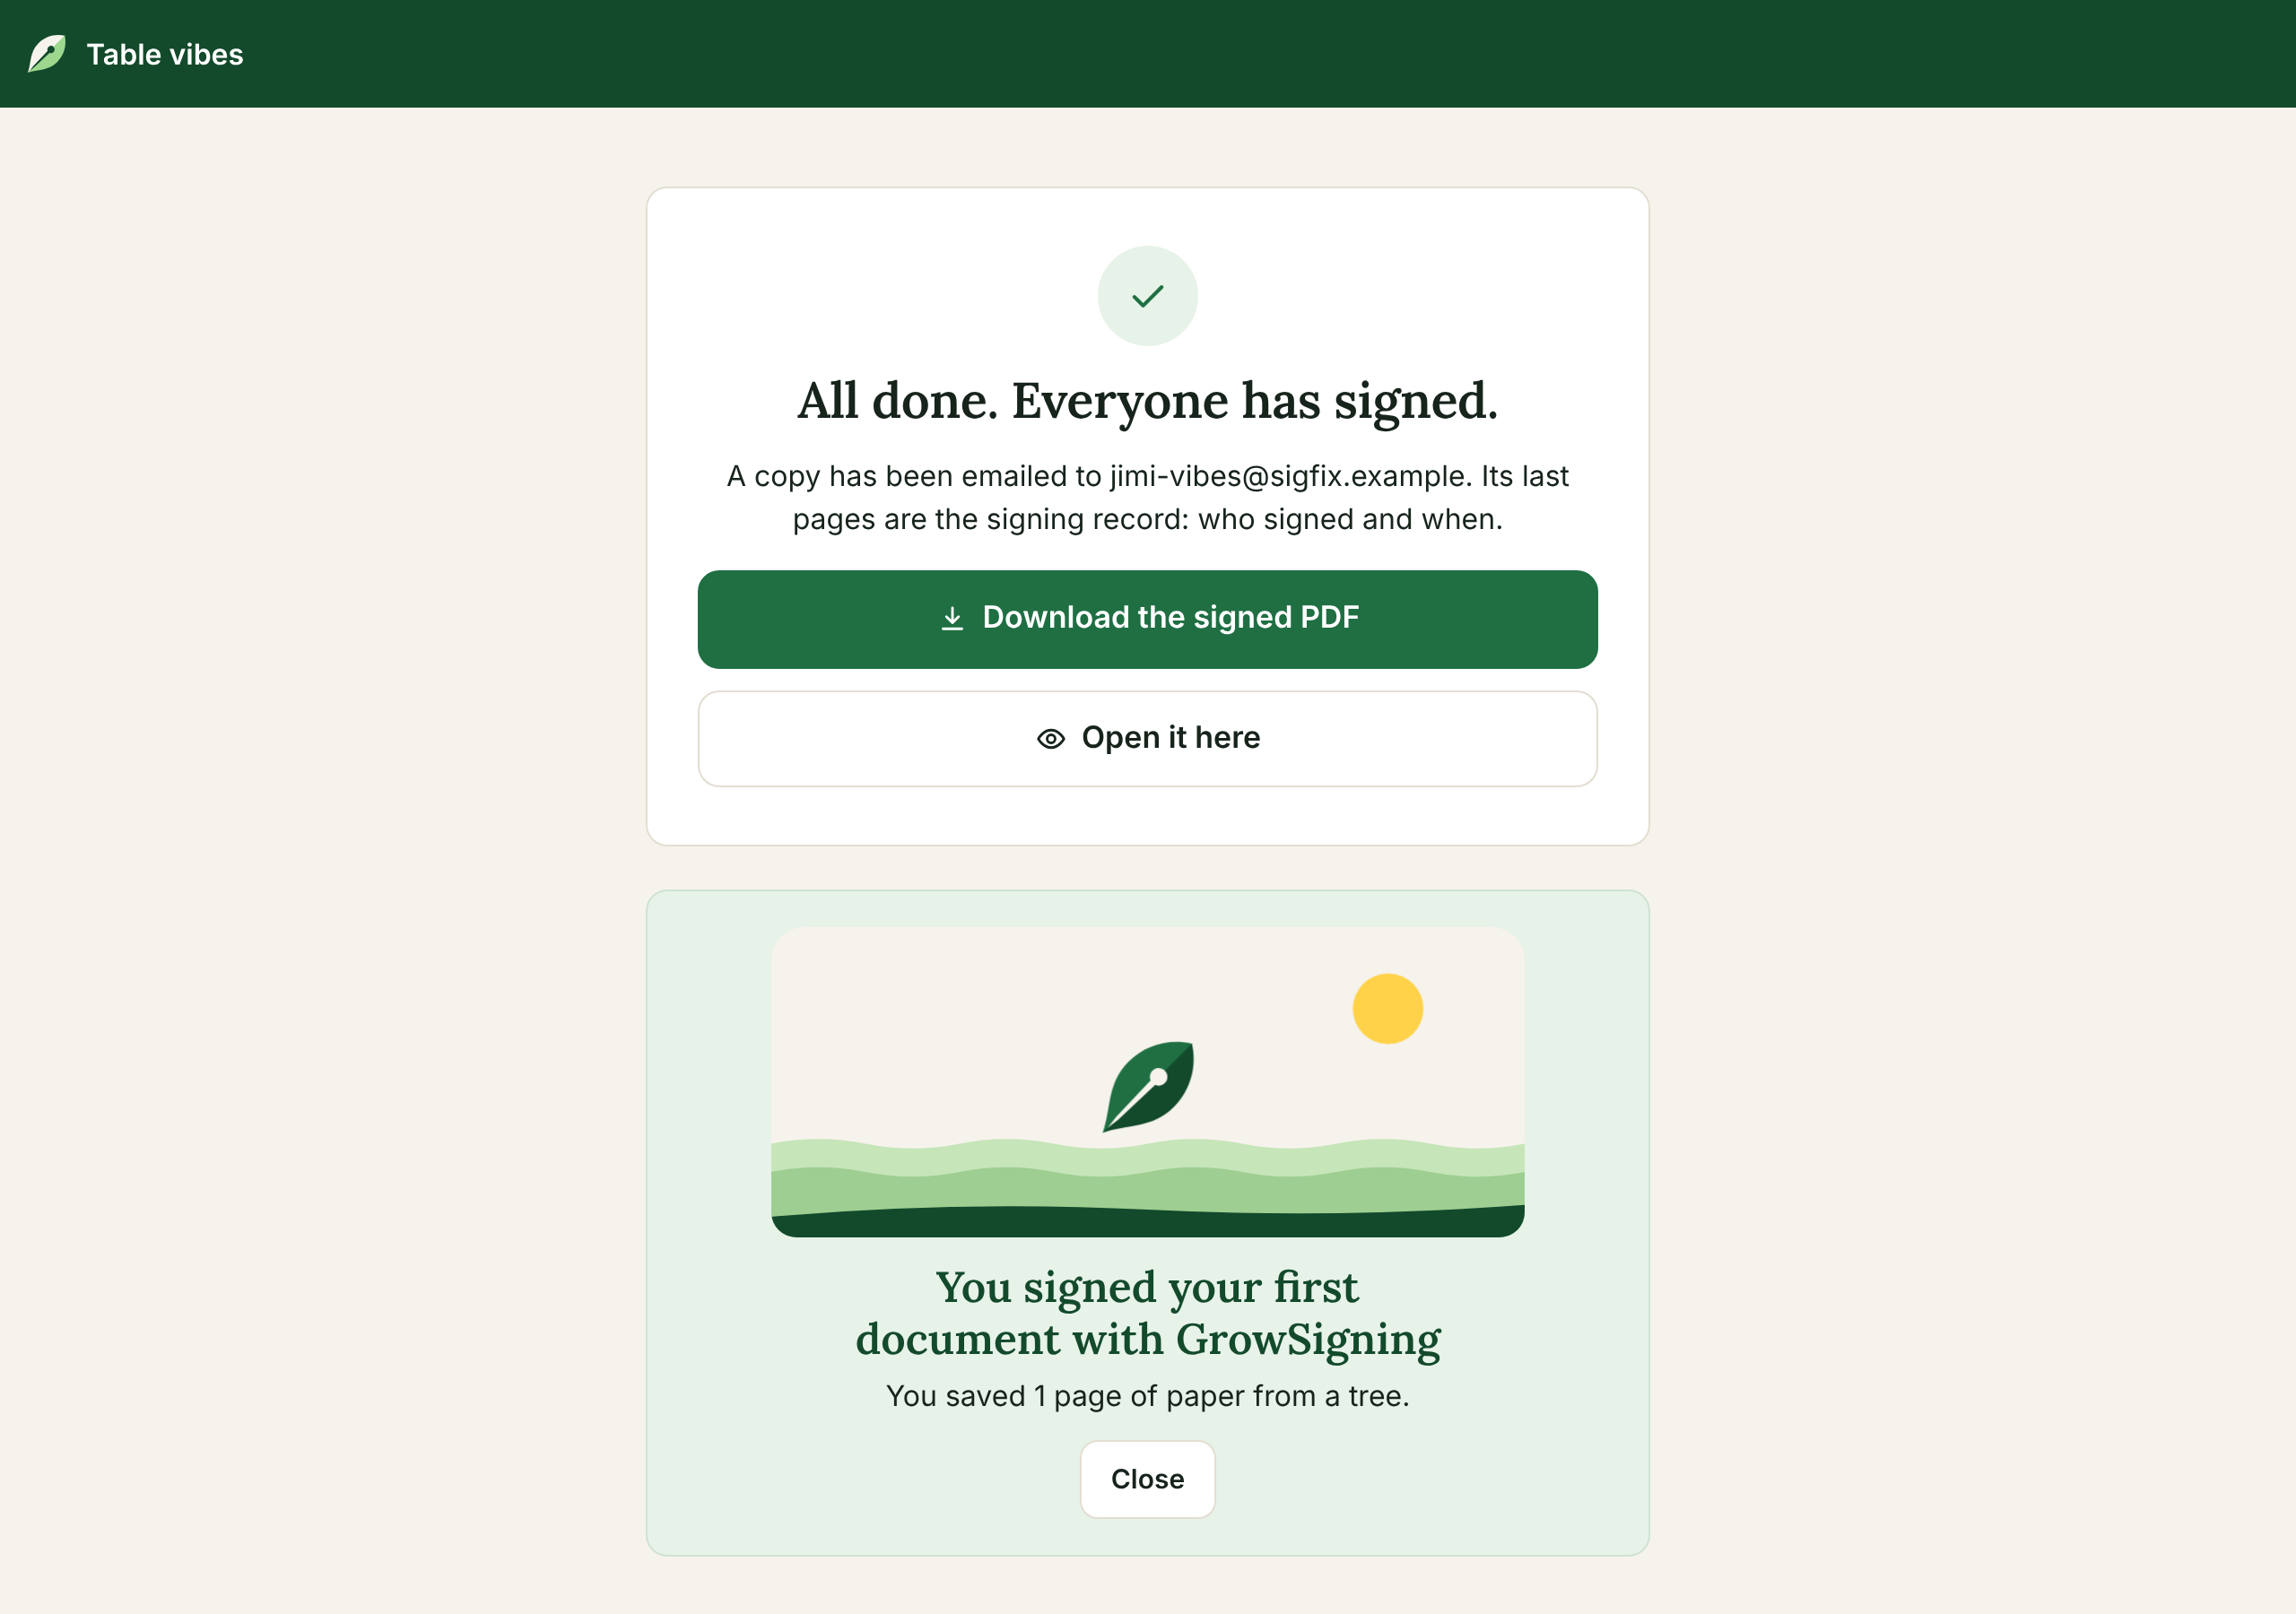 Table vibes
All done. Everyone has signed.
A copy has been emailed to jimi-vibes@sigfix.example. Its last
pages are the signing record: who signed and when.
Download the signed PDF
Open it here
You signed your first
document with GrowSigning
You saved 1 page of paper from a tree.
Close